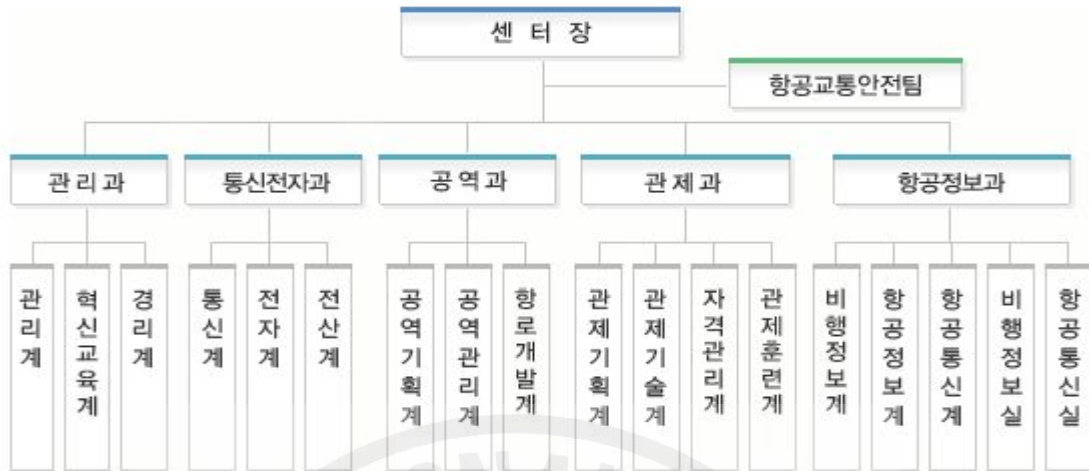 센 터 장
항공교통안전팀
관 리 과
통신전자과
공 역 과
관 제 과
항공정보과
관리계
혁신교육계
경리계
통신계
전자계
전산계
공역기획계
공역관리계
항로개발계
관제기획계
관제기술계
자격관리계
관제훈련계
비행정보계
항공정보계
항공통신계
비행정보실
항공통신실